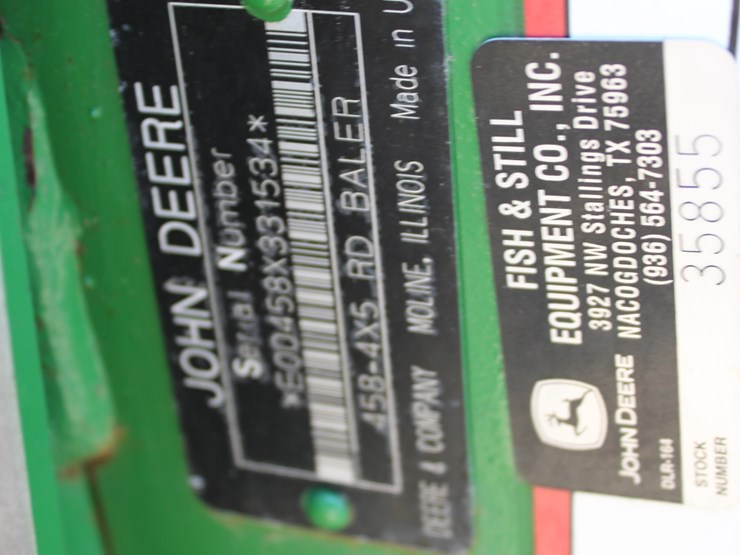 JOHN DEERE
Serial Number
*E00458X331534*
458-4X5 RD BALER
DEERE & COMPANY MOLINE, ILLINOIS Made in U
FISH & STILL
EQUIPMENT CO., INC.
3927 NW Stallings Drive
NACOGDOCHES, TX 75963
(936) 564-7303
JOHN DEERE
DLR-164
STOCK
NUMBER
35855